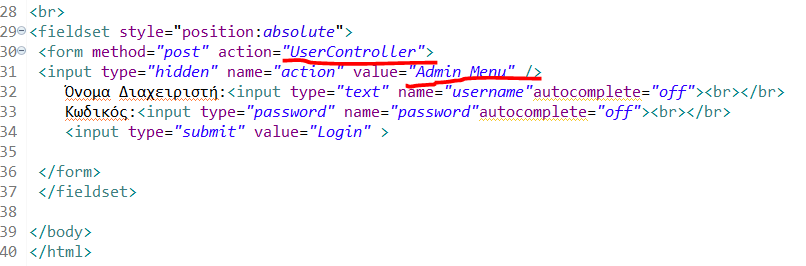 28 <br>
29 <fieldset style="position:absolute">
30 <form method="post" action="UserController">
31 <input type="hidden" name="action" value="Admin Menu" />
32 Όνομα Διαχειριστή:<input type="text" name="username"autocomplete="off"><br></br>
33 Κωδικός:<input type="password" name="password"autocomplete="off"><br></br>
34 <input type="submit" value="Login" >
35
36 </form>
37 </fieldset>
38
39 </body>
40 </html>